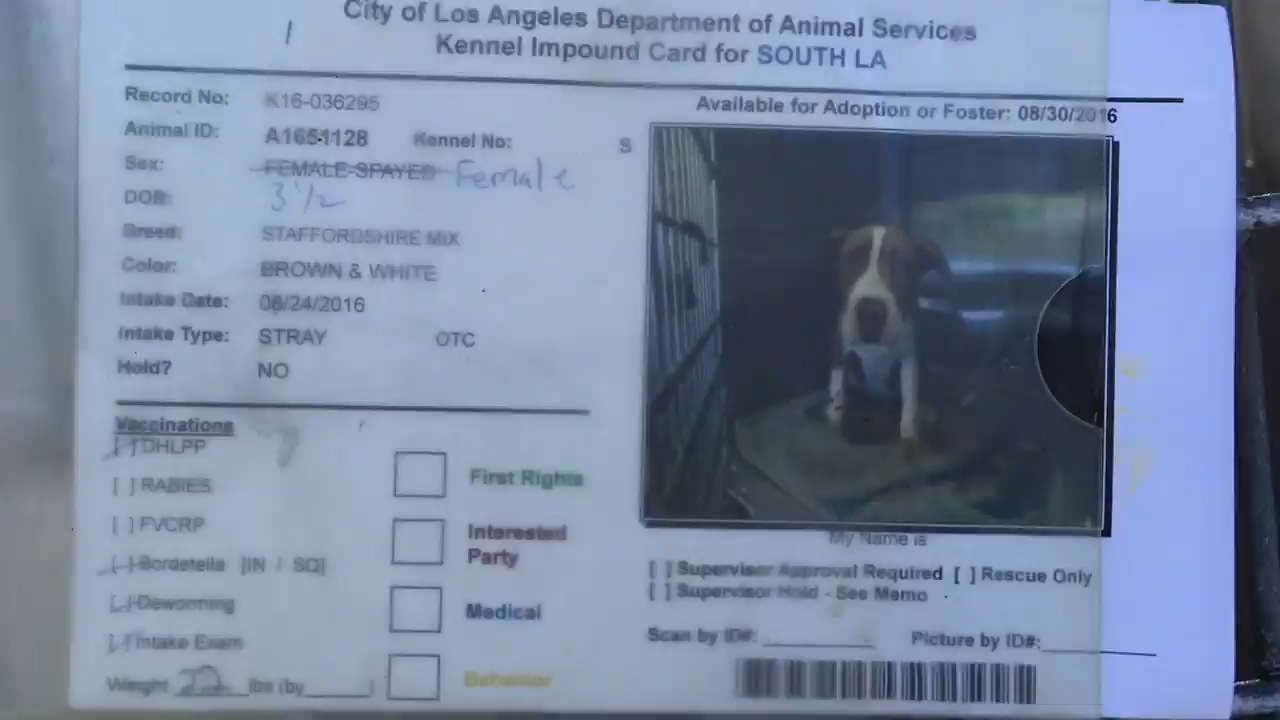 City of Los Angeles Department of Animal Services
Kennel Impound Card for SOUTH LA
Record No: K16-036295
Available for Adoption or Foster: 08/30/2016
Animal ID: A1651128 Kennel No: S
Sex: FEMALE-SPAYED Female
DOB: 3 1/2
Breed: STAFFORDSHIRE MIX
Color: BROWN & WHITE
Intake Date: 08/24/2016
Intake Type: STRAY OTC
Hold? NO
Vaccinations
[ ] DHLPP
[ ] RABIES
[ ] FVCRP
[ ] Bordetella [IN / SQ]
[ ] Deworming
[ ] Intake Exam
Weight 22 lbs (by______)
First Rights
Interested
Party
Medical
Behavior
My Name is
[ ] Supervisor Approval Required [ ] Rescue Only
[ ] Supervisor Hold - See Memo
Scan by ID#: ________ Picture by ID#:________